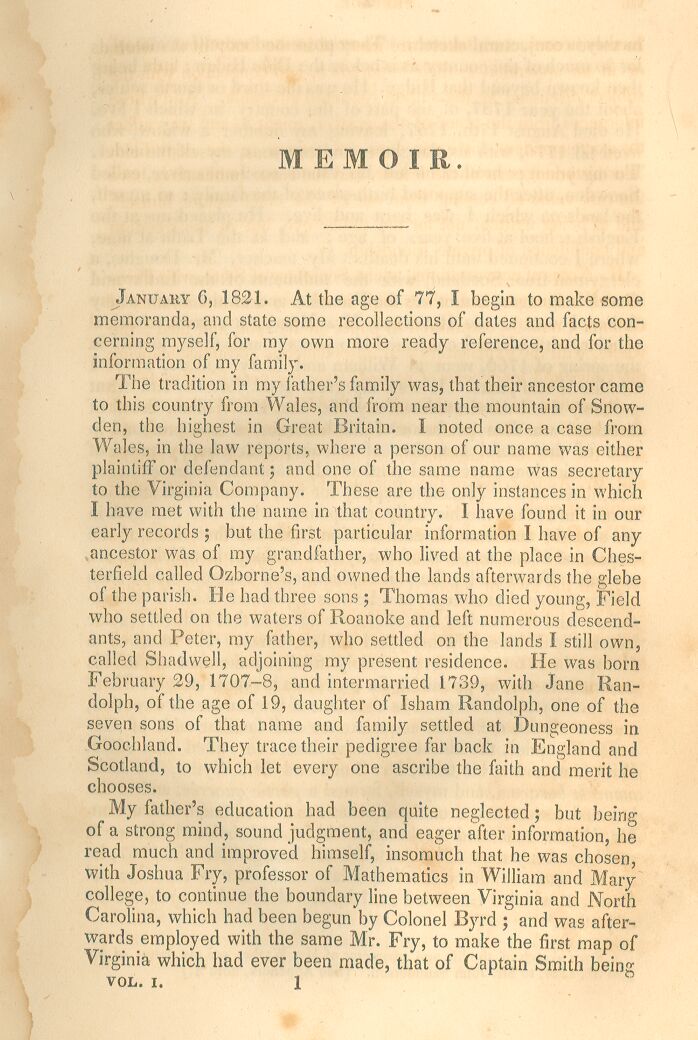 MEMOIR.
JANUARY 6, 1821. At the age of 77, I begin to make some
memoranda, and state some recollections of dates and facts con-
cerning myself, for my own more ready reference, and for the
information of my family.
The tradition in my father's family was, that their ancestor came
to this country from Wales, and from near the mountain of Snow-
den, the highest in Great Britain. I noted once a case from
Wales, in the law reports, where a person of our name was either
plaintiff or defendant; and one of the same name was secretary
to the Virginia Company. These are the only instances in which
I have met with the name in that country. I have found it in our
early records; but the first particular information I have of any
ancestor was of my grandfather, who lived at the place in Ches-
terfield called Ozborne's, and owned the lands afterwards the glebe
of the parish. He had three sons; Thomas who died young, Field
who settled on the waters of Roanoke and left numerous descend-
ants, and Peter, my father, who settled on the lands I still own,
called Shadwell, adjoining my present residence. He was born
February 29, 1707–8, and intermarried 1739, with Jane Ran-
dolph, of the age of 19, daughter of Isham Randolph, one of the
seven sons of that name and family settled at Dungeoness in
Goochland. They trace their pedigree far back in England and
Scotland, to which let every one ascribe the faith and merit he
chooses.
My father's education had been quite neglected; but being
of a strong mind, sound judgment, and eager after information, he
read much and improved himself, insomuch that he was chosen,
with Joshua Fry, professor of Mathematics in William and Mary
college, to continue the boundary line between Virginia and North
Carolina, which had been begun by Colonel Byrd; and was after-
wards employed with the same Mr. Fry, to make the first map of
Virginia which had ever been made, that of Captain Smith being
VOL. I. 1